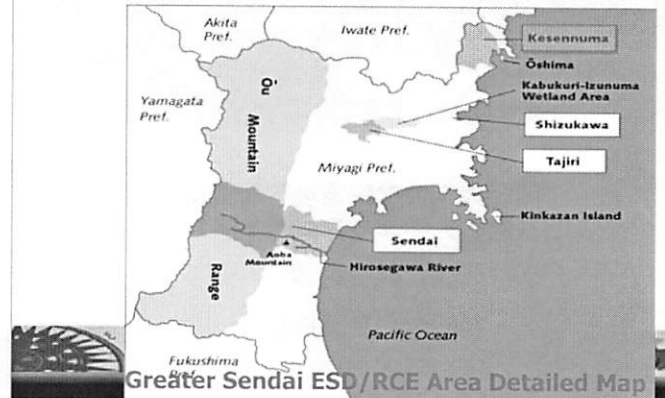 Akita
Pref.
Iwate Pref.
Kesennuma
Ōshima
Kabukuri-Izunuma
Wetland Area
Yamagata
Pref.
Ōu
Mountain
Range
Shizukawa
Tajiri
Miyagi Pref.
Kinkazan Island
Sendai
Aoba
Mountain
Hirosegawa River
Pacific Ocean
Fukushima
Pref.
Greater Sendai ESD/RCE Area Detailed Map